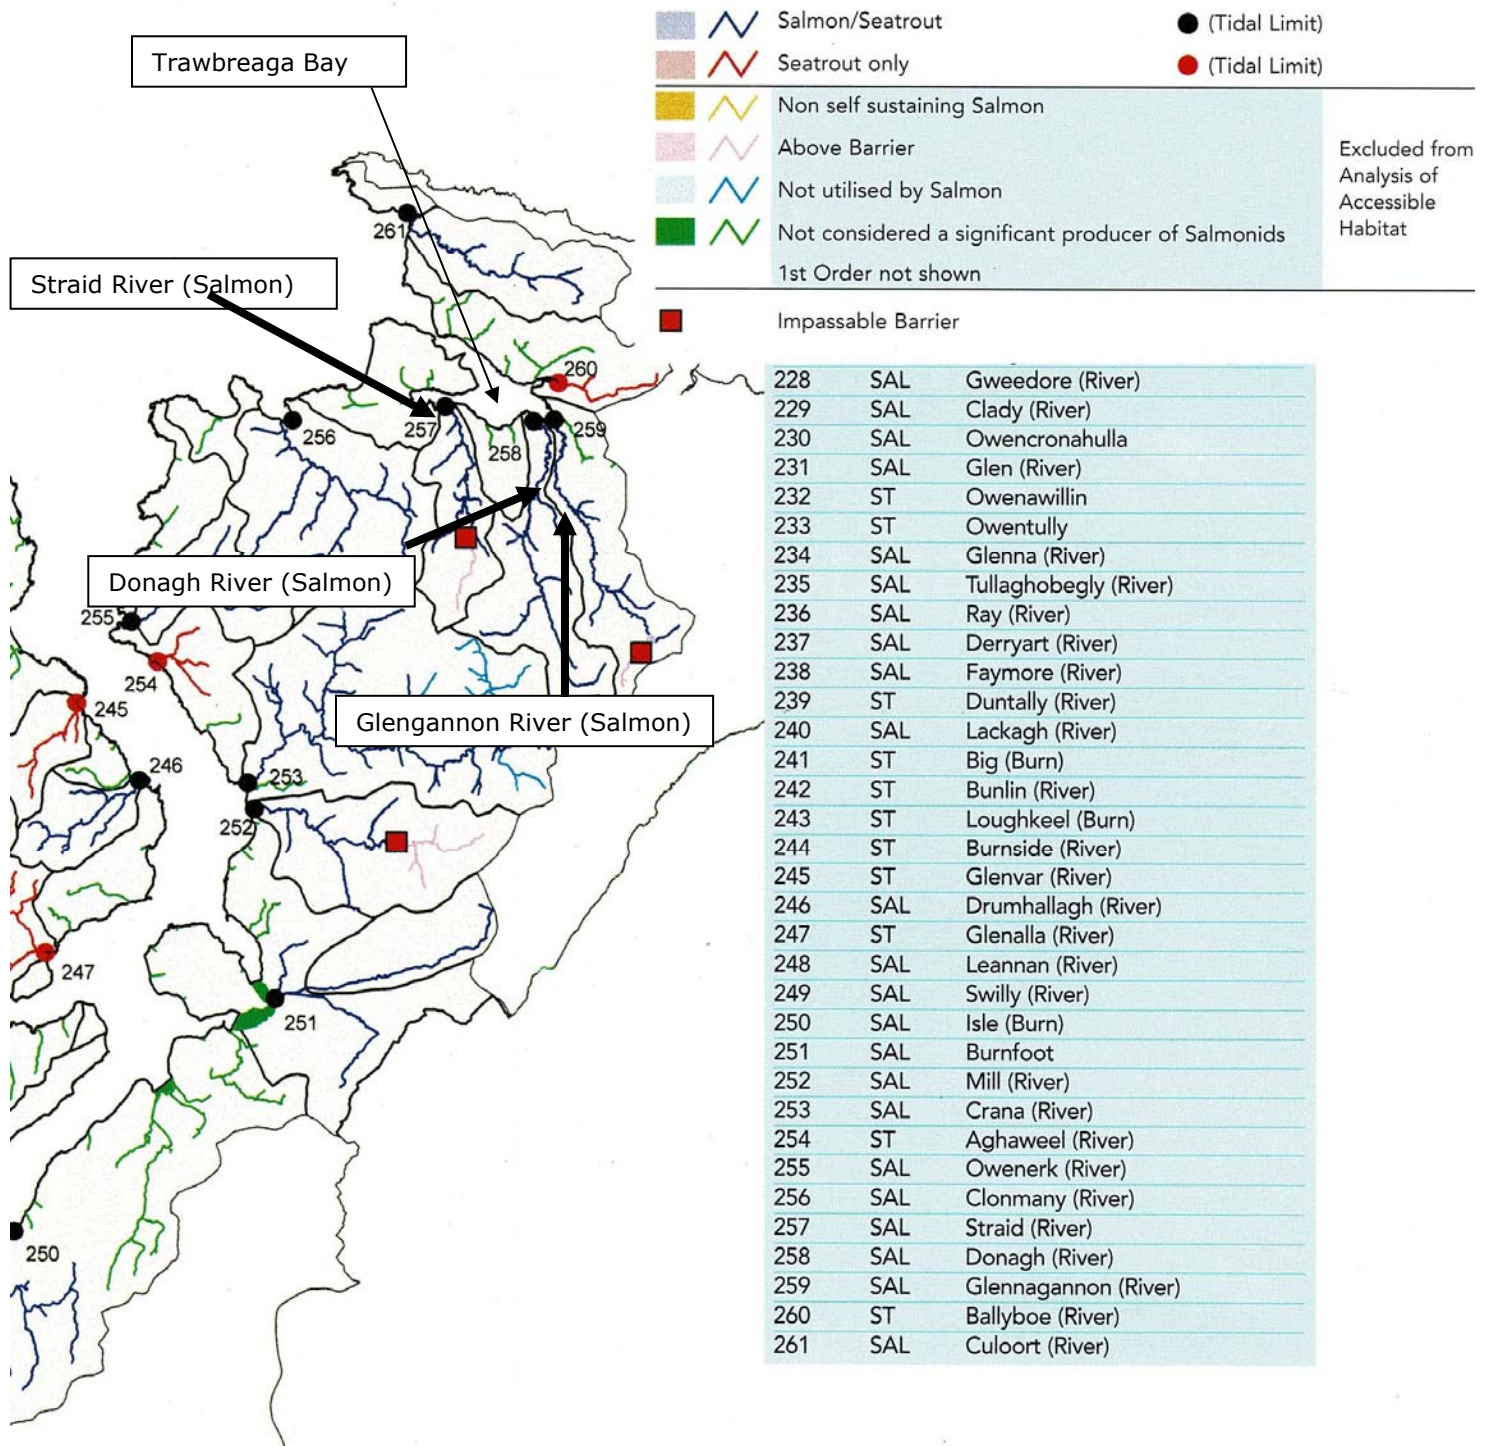 Salmon/Seatrout
(Tidal Limit)
Seatrout only
(Tidal Limit)
Non self sustaining Salmon
Above Barrier
Not utilised by Salmon
Not considered a significant producer of Salmonids
1st Order not shown
Excluded from
Analysis of
Accessible
Habitat
Impassable Barrier
Trawbreaga Bay
261
Straid River (Salmon)
260
256
257
258
259
Donagh River (Salmon)
255
254
245
Glengannon River (Salmon)
246
253
252
247
251
250
228 SAL Gweedore (River)
229 SAL Clady (River)
230 SAL Owencronahulla
231 SAL Glen (River)
232 ST Owenawillin
233 ST Owentully
234 SAL Glenna (River)
235 SAL Tullaghobegly (River)
236 SAL Ray (River)
237 SAL Derryart (River)
238 SAL Faymore (River)
239 ST Duntally (River)
240 SAL Lackagh (River)
241 ST Big (Burn)
242 ST Bunlin (River)
243 ST Loughkeel (Burn)
244 ST Burnside (River)
245 ST Glenvar (River)
246 SAL Drumhallagh (River)
247 ST Glenalla (River)
248 SAL Leannan (River)
249 SAL Swilly (River)
250 SAL Isle (Burn)
251 SAL Burnfoot
252 SAL Mill (River)
253 SAL Crana (River)
254 ST Aghaweel (River)
255 SAL Owenerk (River)
256 SAL Clonmany (River)
257 SAL Straid (River)
258 SAL Donagh (River)
259 SAL Glennagannon (River)
260 ST Ballyboe (River)
261 SAL Culoort (River)